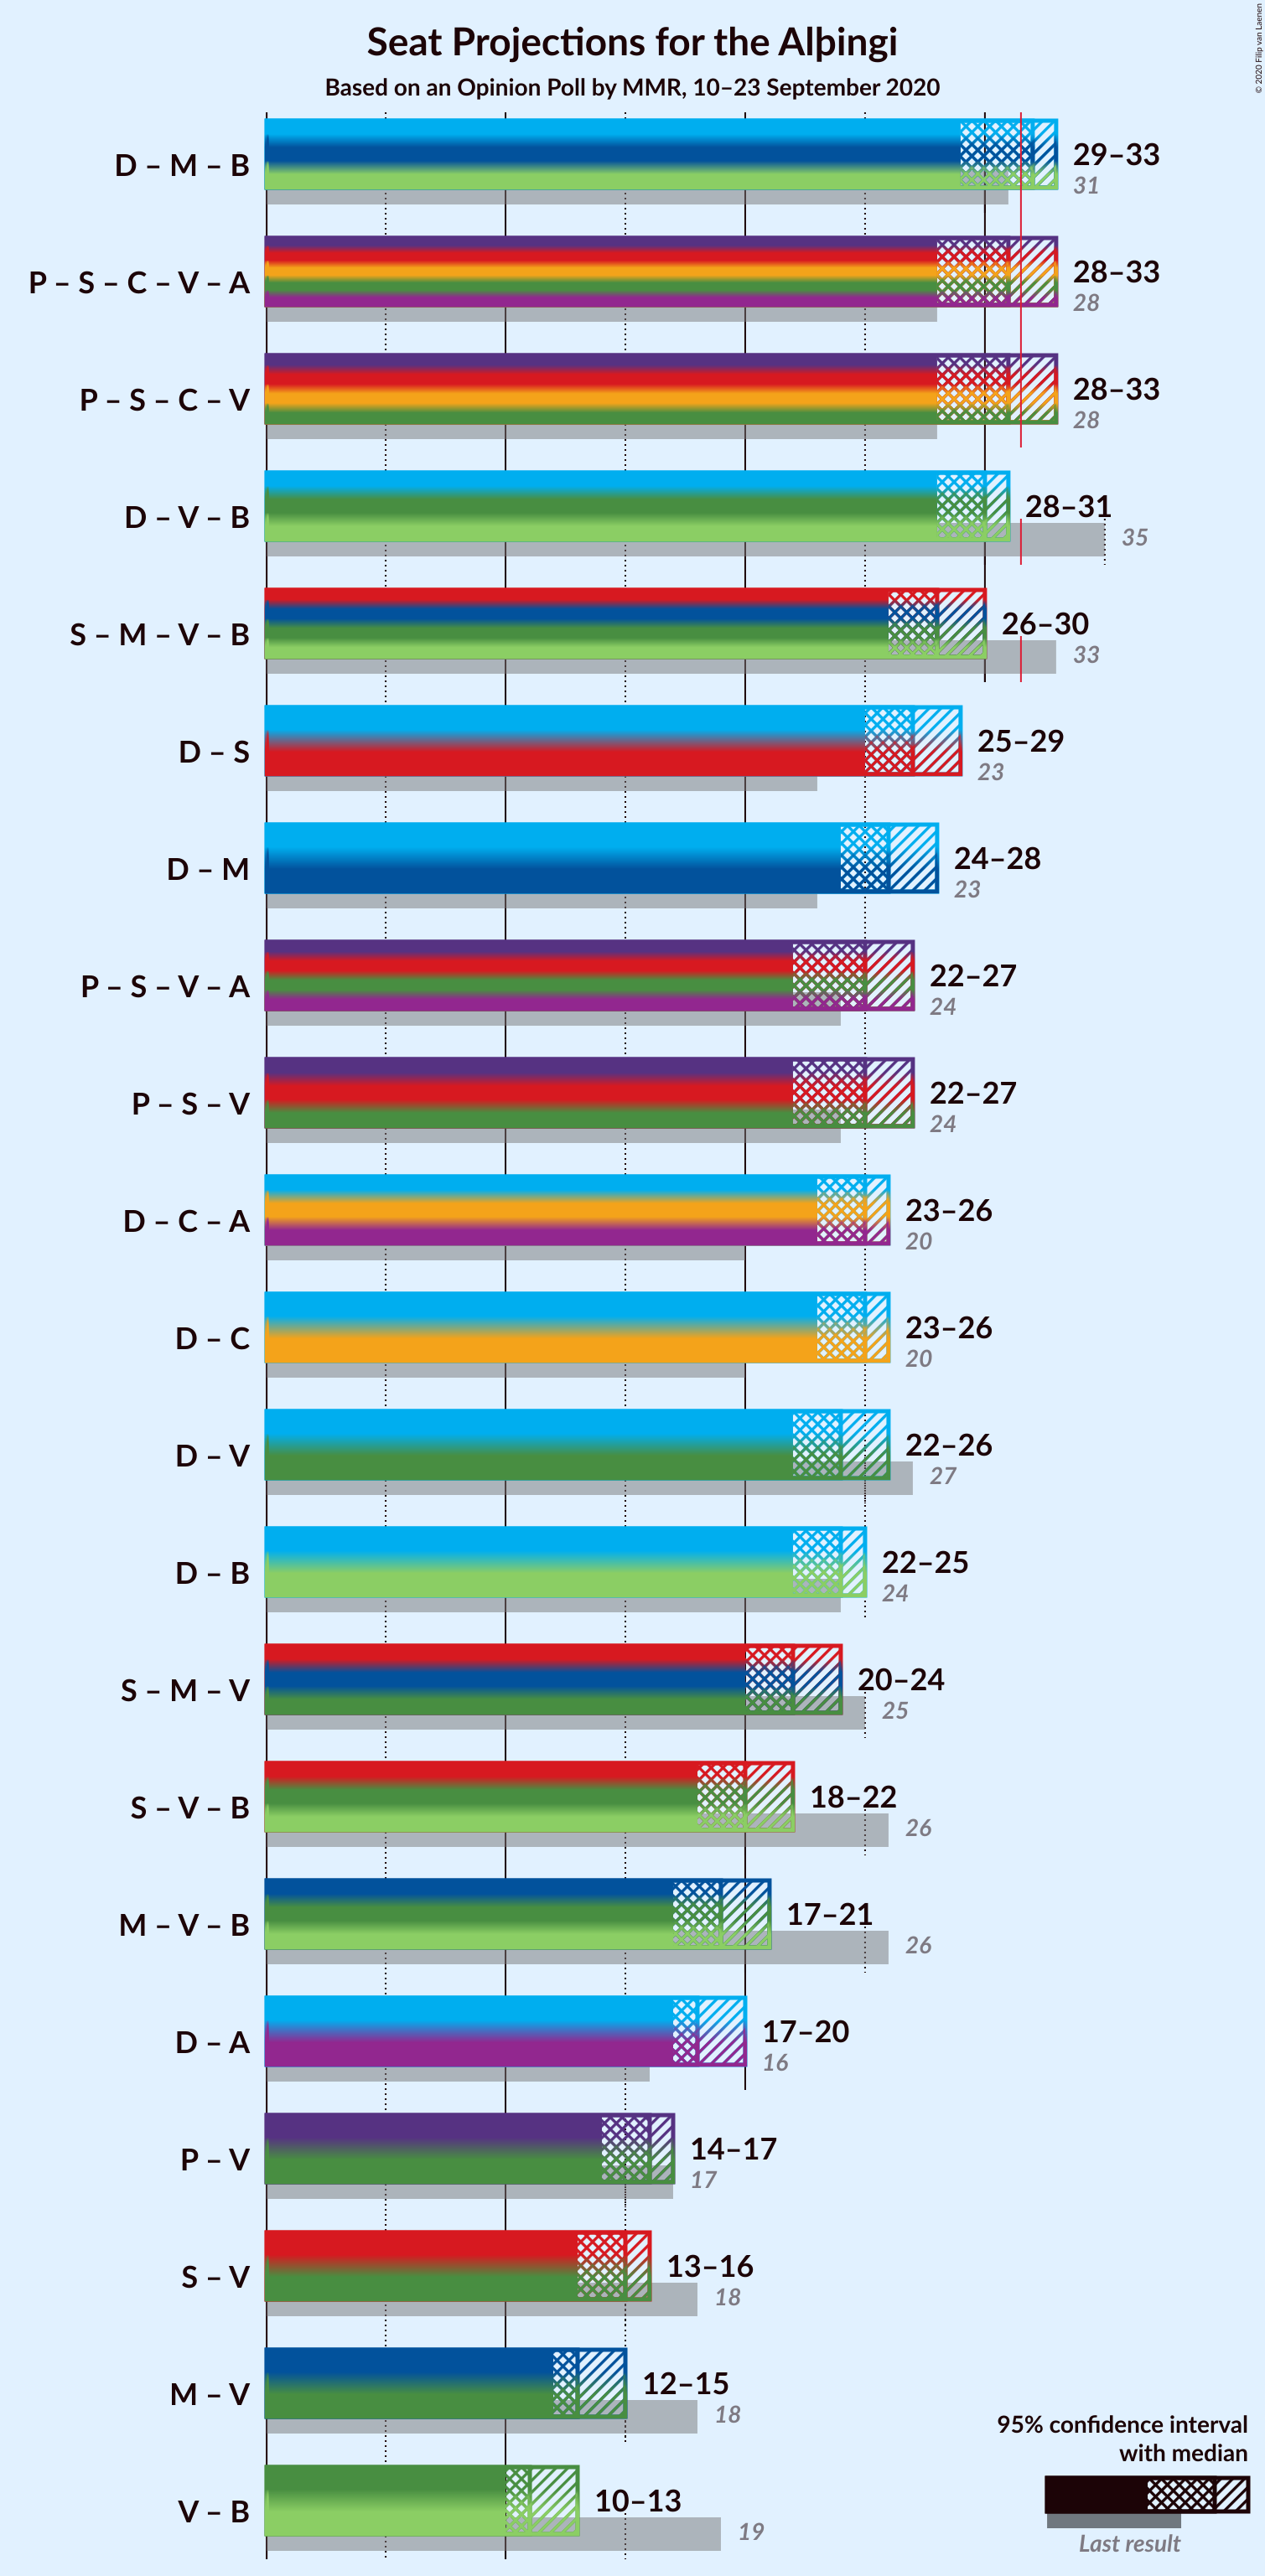 Seat Projections for the Alþingi
Based on an Opinion Poll by MMR, 10–23 September 2020
© 2020 Filip van Laenen
D – M – B
29–33
31
P – S – C – V – A
28–33
28
P – S – C – V
28–33
28
D – V – B
28–31
35
S – M – V – B
26–30
33
D – S
25–29
23
D – M
24–28
23
P – S – V – A
22–27
24
P – S – V
22–27
24
D – C – A
23–26
20
D – C
23–26
20
D – V
22–26
27
D – B
22–25
24
S – M – V
20–24
25
S – V – B
18–22
26
M – V – B
17–21
26
D – A
17–20
16
P – V
14–17
17
S – V
13–16
18
M – V
12–15
18
V – B
10–13
19
95% confidence interval
with median
Last result